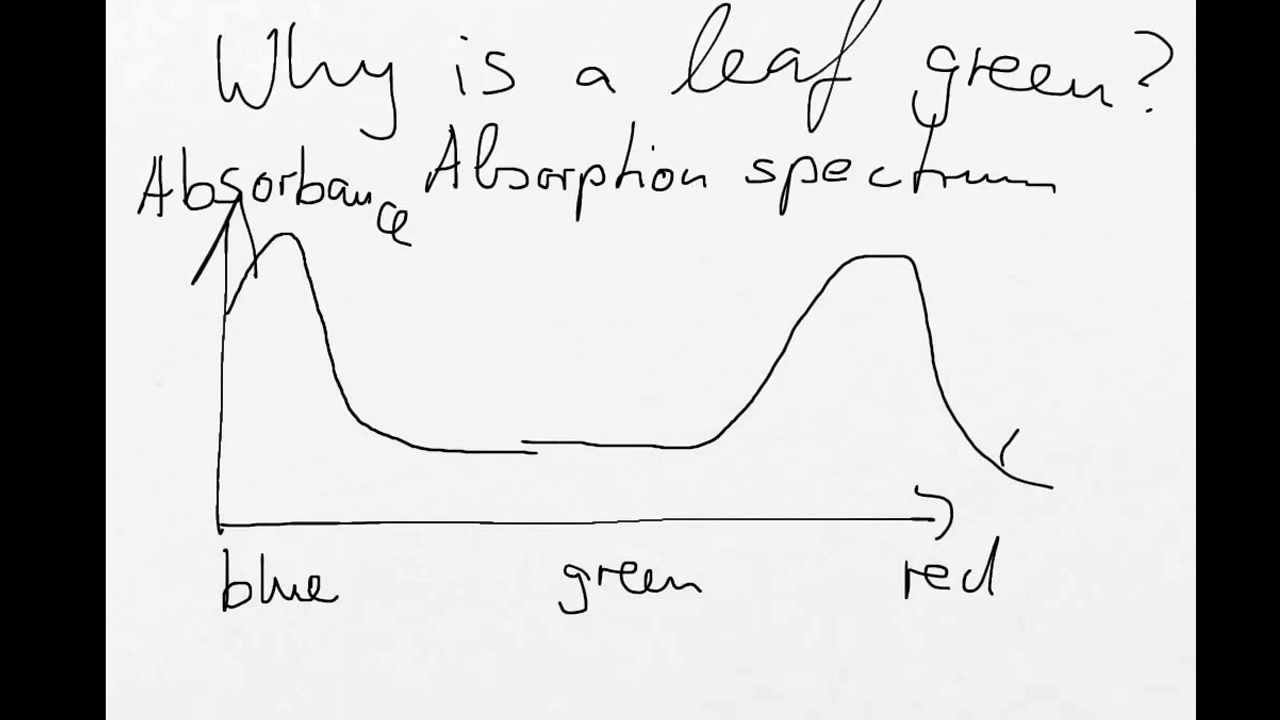 Why is a leaf green?
Absorbance Absorption spectrum
blue green red